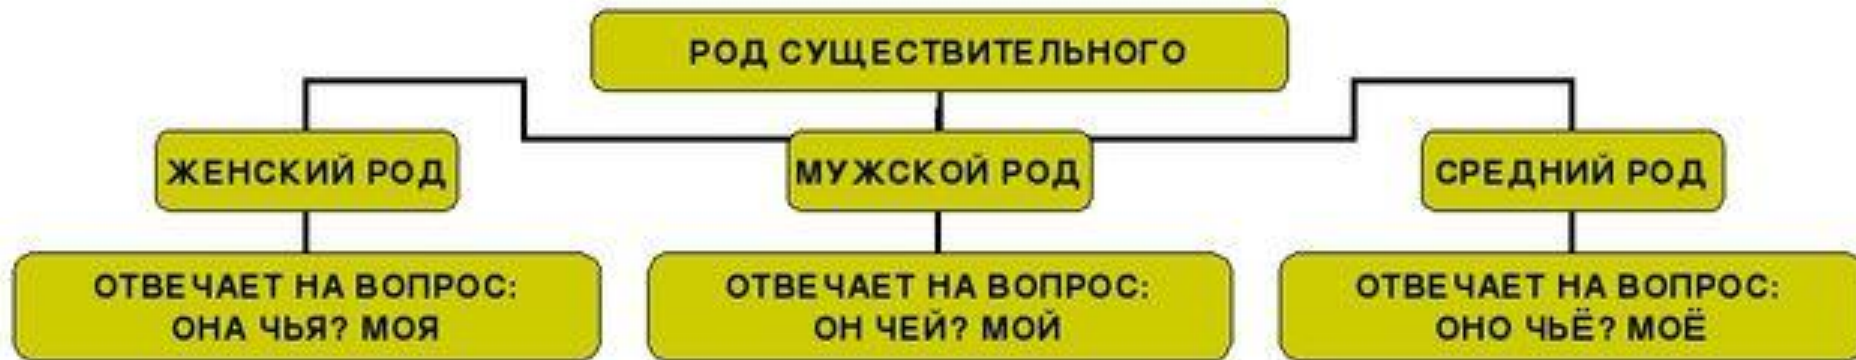 РОД СУЩЕСТВИТЕЛЬНОГО
ЖЕНСКИЙ РОД
МУЖСКОЙ РОД
СРЕДНИЙ РОД
ОТВЕЧАЕТ НА ВОПРОС:
ОНА ЧЬЯ? МОЯ
ОТВЕЧАЕТ НА ВОПРОС:
ОН ЧЕЙ? МОЙ
ОТВЕЧАЕТ НА ВОПРОС:
ОНО ЧЬЁ? МОЁ